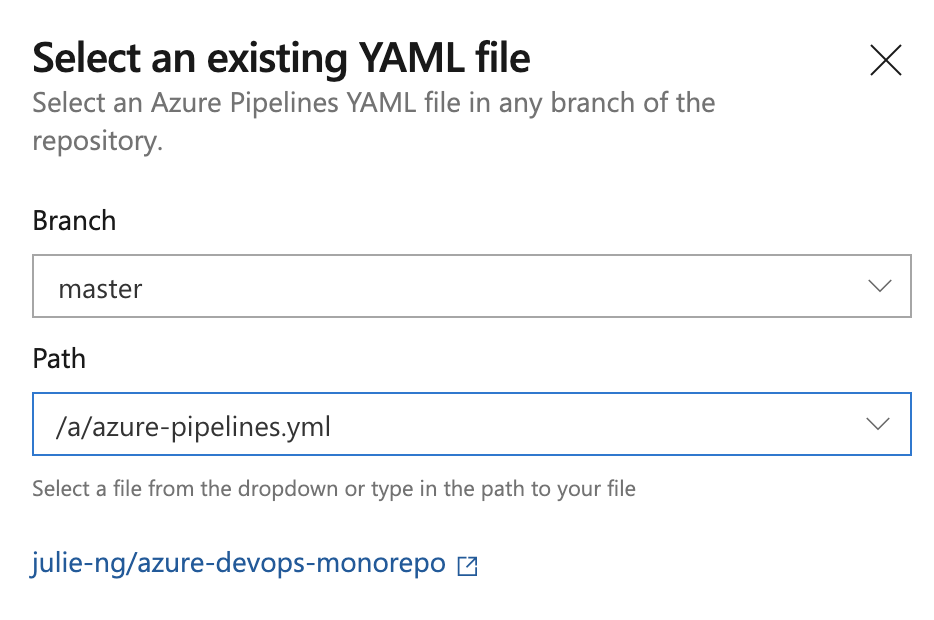 Select an existing YAML file
Select an Azure Pipelines YAML file in any branch of the
repository.
Branch
master
Path
/a/azure-pipelines.yml
Select a file from the dropdown or type in the path to your file
julie-ng/azure-devops-monorepo